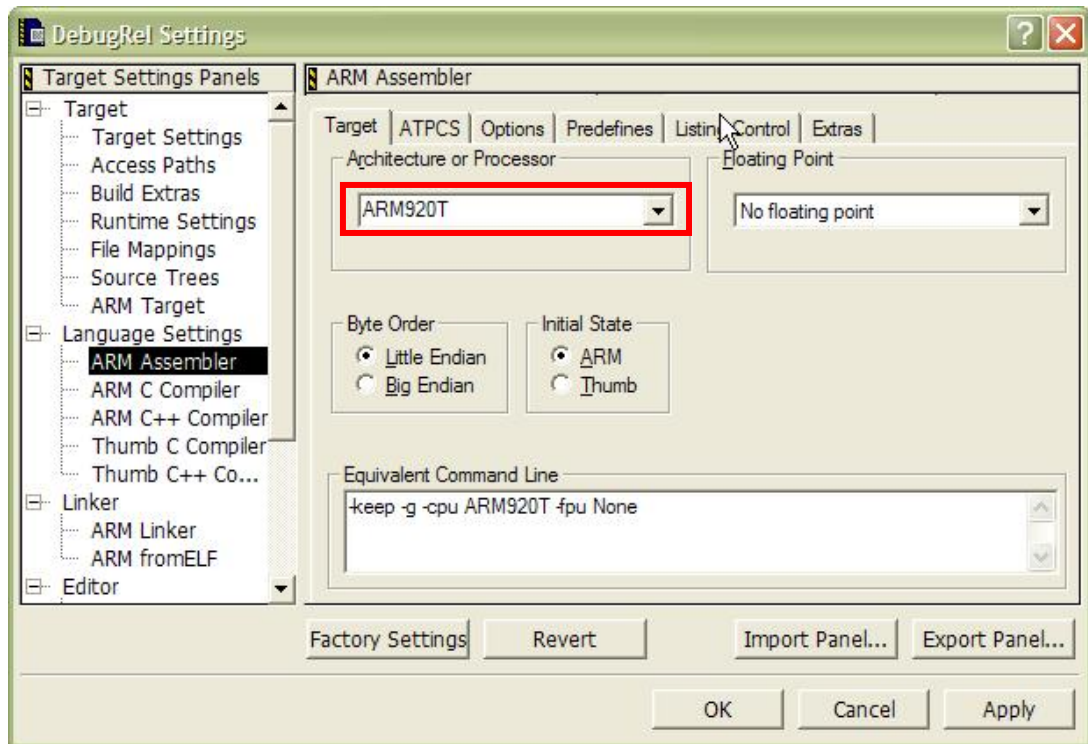 DebugRel Settings
Target Settings Panels
Target
Target Settings
Access Paths
Build Extras
Runtime Settings
File Mappings
Source Trees
ARM Target
Language Settings
ARM Assembler
ARM C Compiler
ARM C++ Compiler
Thumb C Compiler
Thumb C++ Co...
Linker
ARM Linker
ARM fromELF
Editor
ARM Assembler
Target ATPCS Options Predefines Listing Control Extras
Architecture or Processor
ARM920T
Floating Point
No floating point
Byte Order
Little Endian
Big Endian
Initial State
ARM
Thumb
Equivalent Command Line
-keep -g -cpu ARM920T -fpu None
Factory Settings Revert Import Panel... Export Panel...
OK Cancel Apply